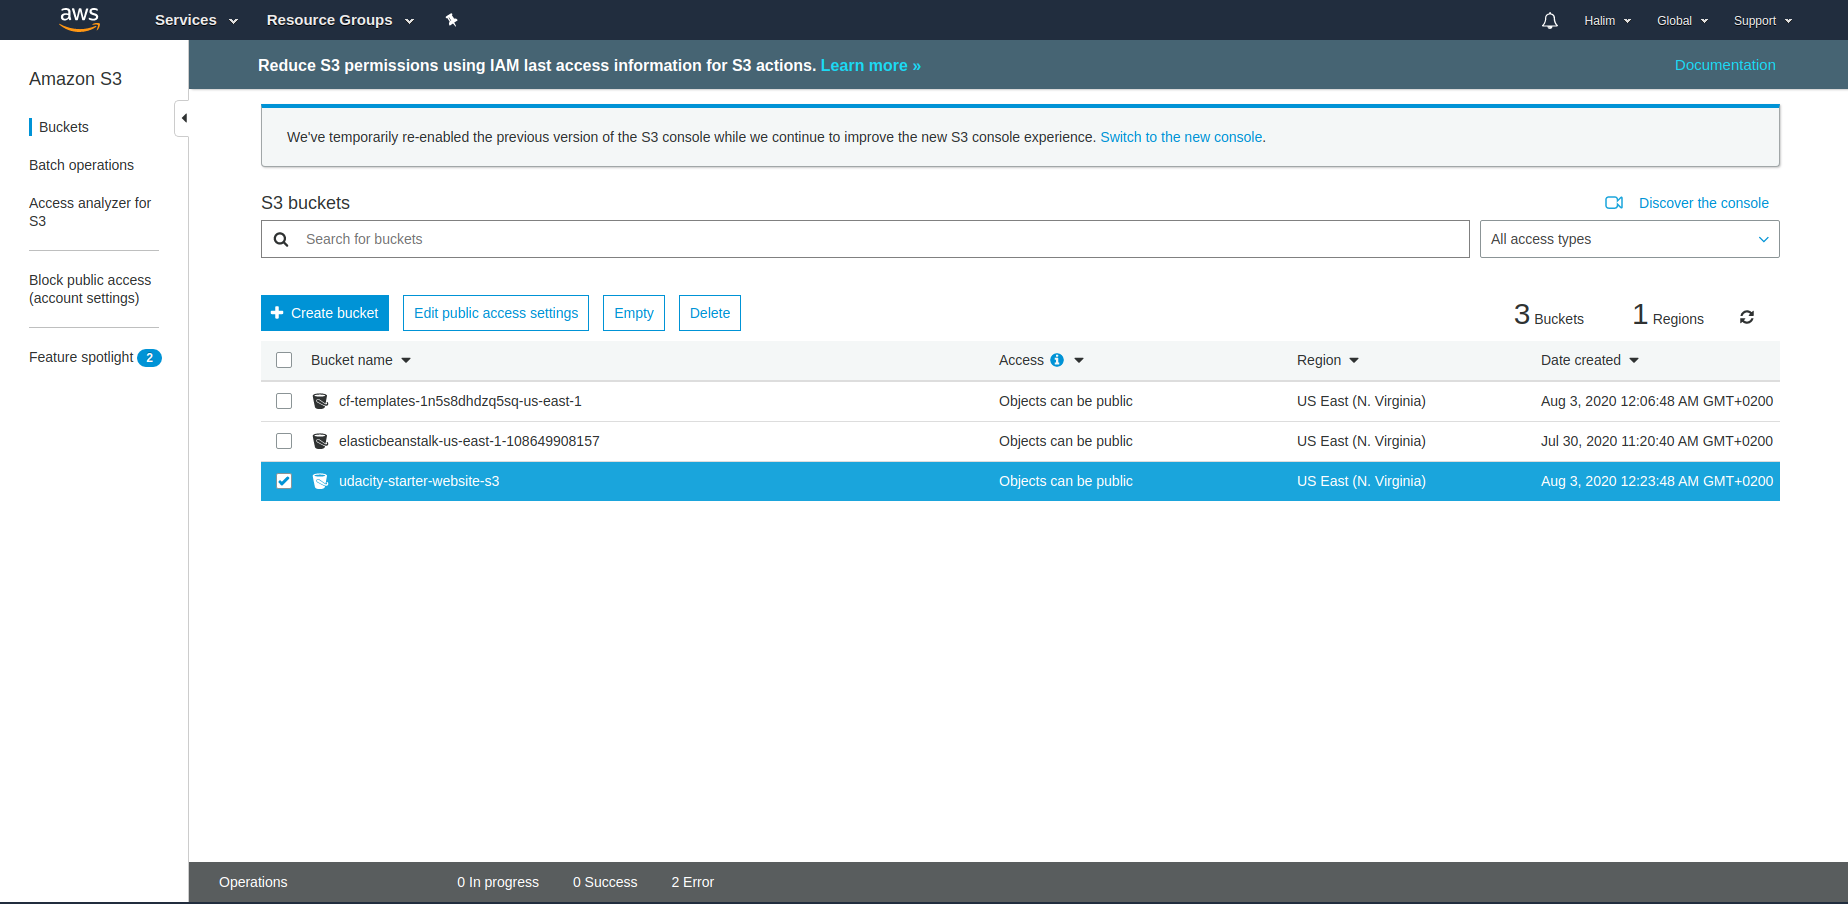 aws Services Resource Groups Halim Global Support
Amazon S3
Buckets
Batch operations
Access analyzer for
S3
Block public access
(account settings)
Feature spotlight 2
Reduce S3 permissions using IAM last access information for S3 actions. Learn more » Documentation
We've temporarily re-enabled the previous version of the S3 console while we continue to improve the new S3 console experience. Switch to the new console.
S3 buckets Discover the console
Search for buckets All access types
Create bucket Edit public access settings Empty Delete 3 Buckets 1 Regions
Bucket name Access Region Date created
cf-templates-1n5s8dhdzq5sq-us-east-1 Objects can be public US East (N. Virginia) Aug 3, 2020 12:06:48 AM GMT+0200
elasticbeanstalk-us-east-1-108649908157 Objects can be public US East (N. Virginia) Jul 30, 2020 11:20:40 AM GMT+0200
udacity-starter-website-s3 Objects can be public US East (N. Virginia) Aug 3, 2020 12:23:48 AM GMT+0200
Operations 0 In progress 0 Success 2 Error